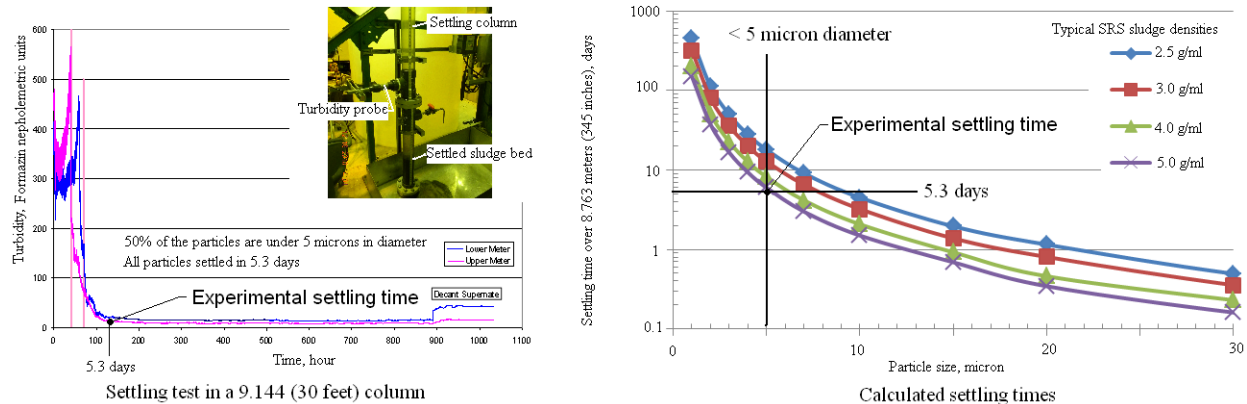 Turbidity, Formazin nepholemetric units
600
500
400
300
200
100
0
Settling column
Turbidity probe
Settled sludge bed
50% of the particles are under 5 microns in diameter
All particles settled in 5.3 days
Lower Meter
Upper Meter
Experimental settling time
Decant Supernate
0 100 200 300 400 500 600 700 800 900 1000 1100
5.3 days
Time, hour
Settling test in a 9.144 (30 feet) column
Settling time over 8.763 meters (345 inches), days
1000
100
10
1
0.1
< 5 micron diameter
Typical SRS sludge densities
2.5 g/ml
3.0 g/ml
4.0 g/ml
5.0 g/ml
Experimental settling time
5.3 days
0 10 20 30
Particle size, micron
Calculated settling times